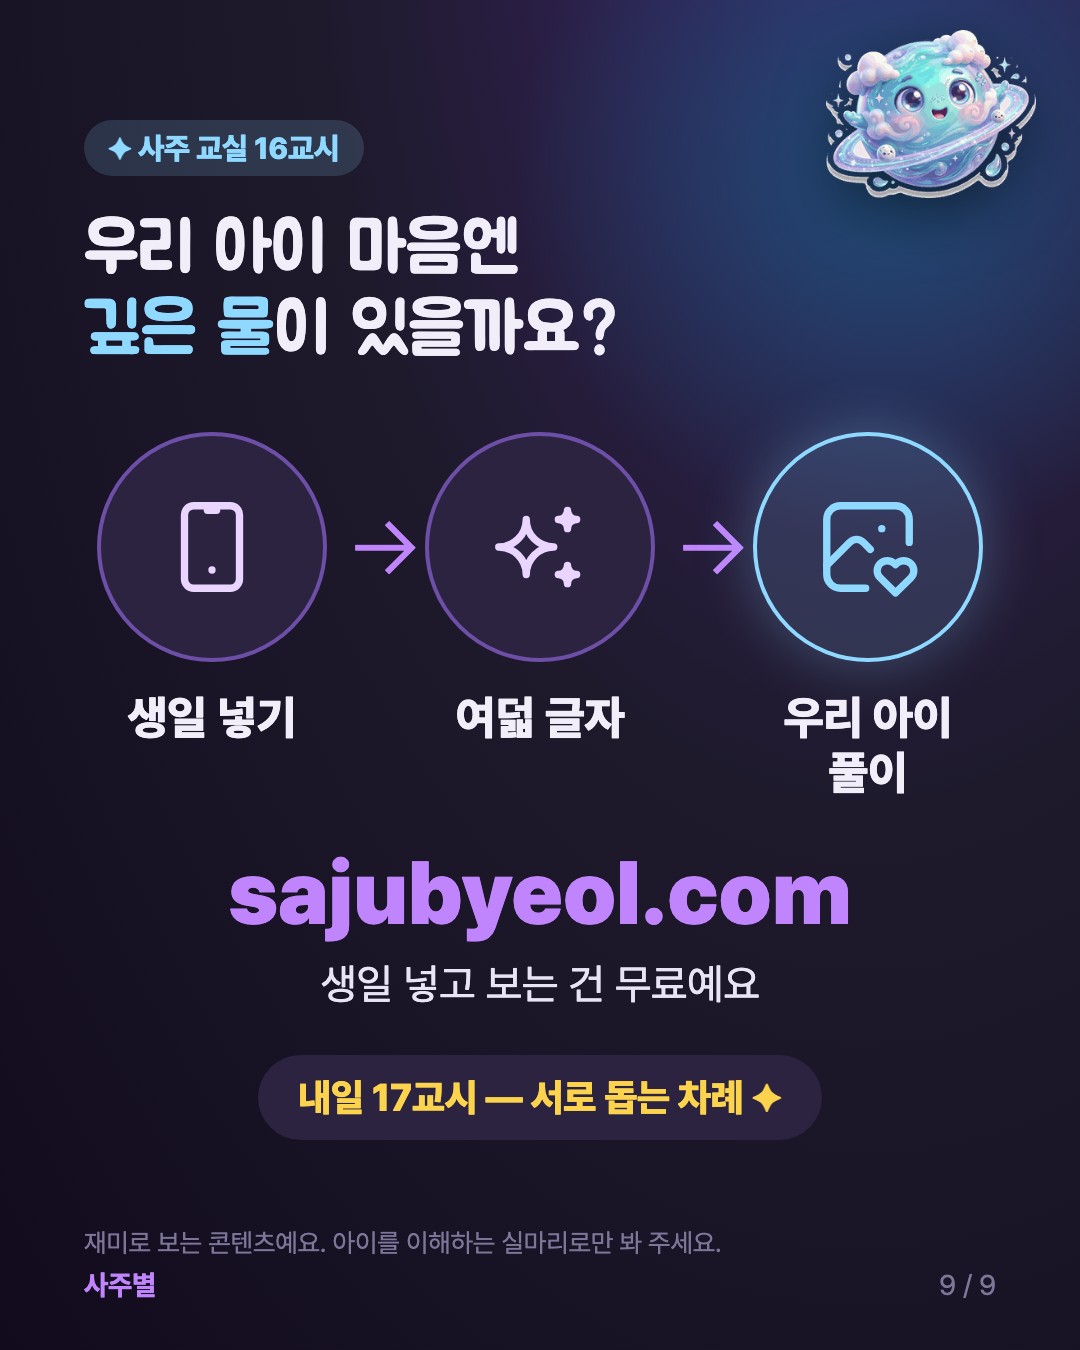 ✦ 사주 교실 16교시
우리 아이 마음엔
깊은 물이 있을까요?
생일 넣기
여덟 글자
우리 아이
풀이
sajubyeol.com
생일 넣고 보는 건 무료예요
내일 17교시 — 서로 돕는 차례 ✦
재미로 보는 콘텐츠예요. 아이를 이해하는 실마리로만 봐 주세요.
사주별
9 / 9